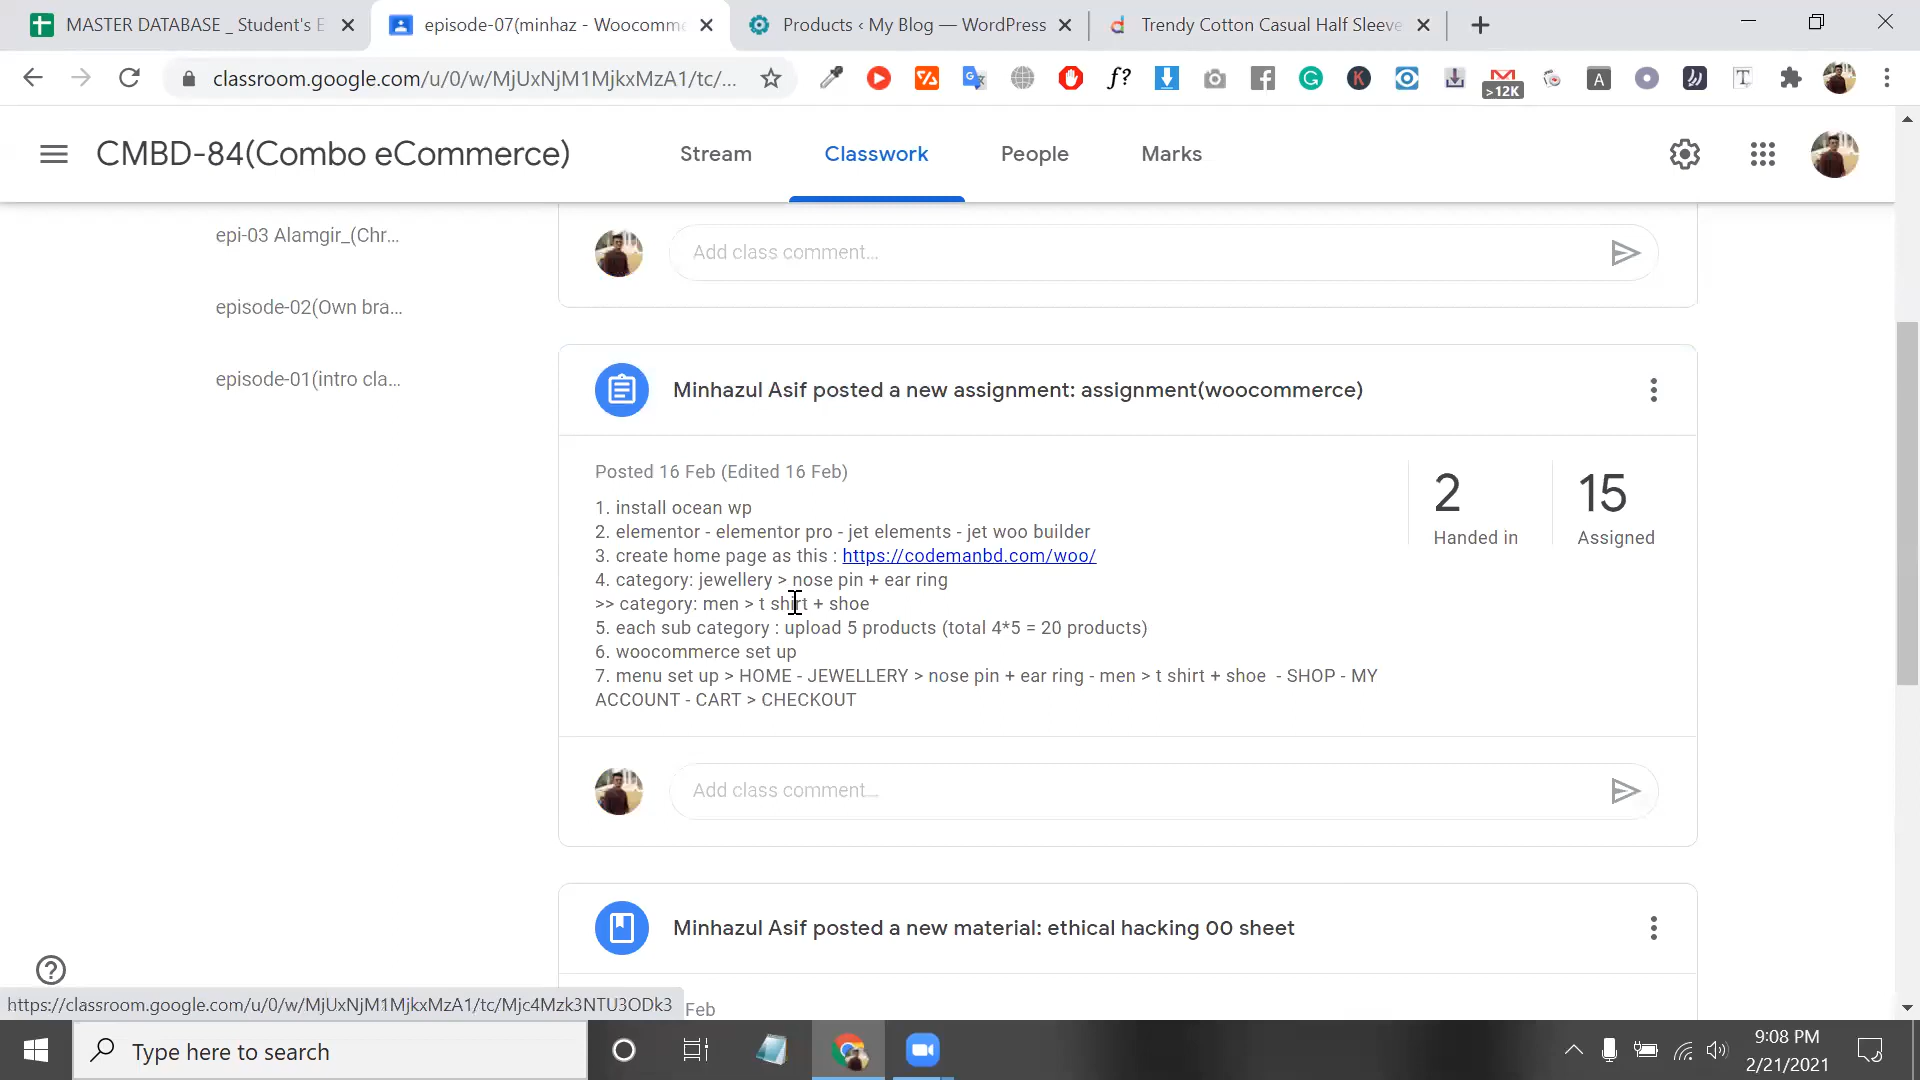 MASTER DATABASE _ Student's E
episode-07(minhaz - Woocomme
Products ‹ My Blog — WordPress
Trendy Cotton Casual Half Sleeve
classroom.google.com/u/0/w/MjUxNjM1MjkxMzA1/tc/...
f?
K
>12K
A
T
CMBD-84(Combo eCommerce)
Stream
Classwork
People
Marks
epi-03 Alamgir_(Chr...
episode-02(Own bra...
episode-01(intro cla...
Add class comment...
Minhazul Asif posted a new assignment: assignment(woocommerce)
Posted 16 Feb (Edited 16 Feb)
1. install ocean wp
2. elementor - elementor pro - jet elements - jet woo builder
3. create home page as this : https://codemanbd.com/woo/
4. category: jewellery > nose pin + ear ring
>> category: men > t shirt + shoe
5. each sub category : upload 5 products (total 4*5 = 20 products)
6. woocommerce set up
7. menu set up > HOME - JEWELLERY > nose pin + ear ring - men > t shirt + shoe - SHOP - MY
ACCOUNT - CART > CHECKOUT
2
Handed in
15
Assigned
Add class comment...
Minhazul Asif posted a new material: ethical hacking 00 sheet
Feb
https://classroom.google.com/u/0/w/MjUxNjM1MjkxMzA1/tc/Mjc4Mzk3NTU3ODk3
Type here to search
9:08 PM
2/21/2021